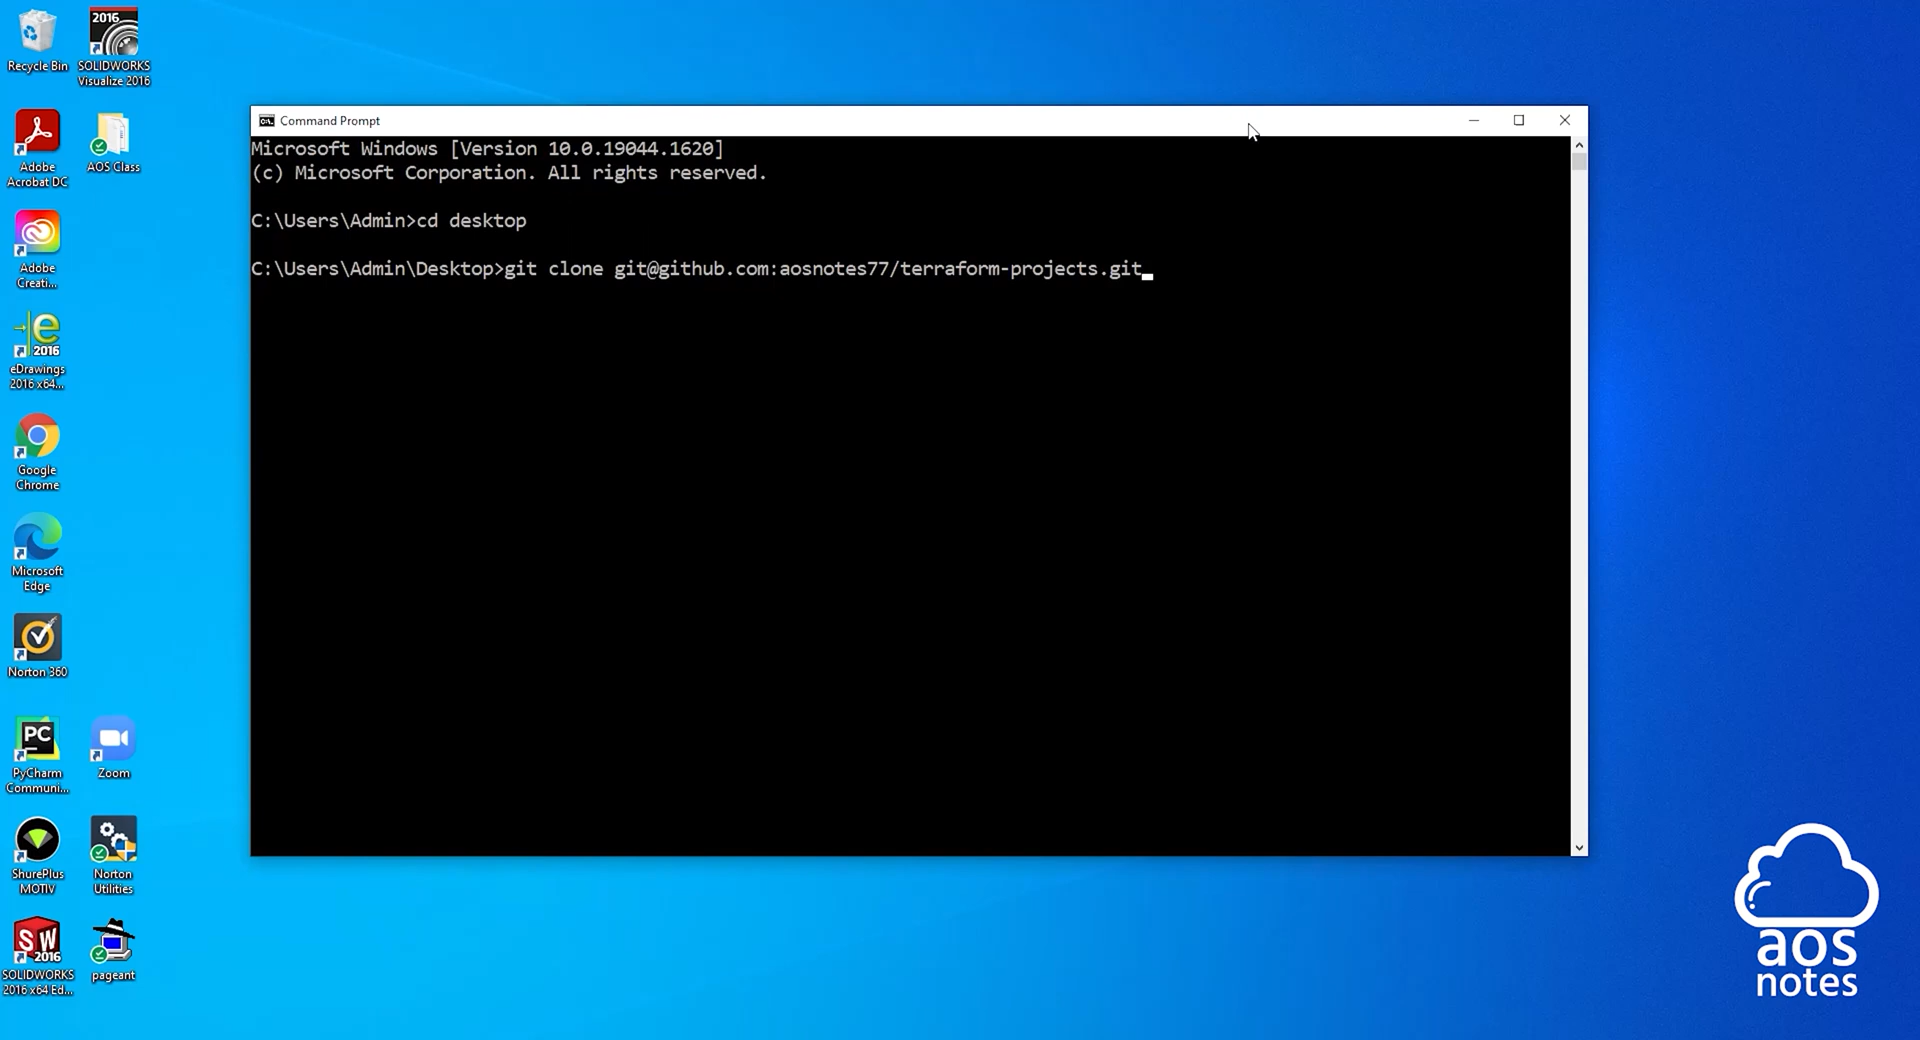 Recycle Bin
2016
SOLIDWORKS
Visualize 2016
Adobe
Acrobat DC
AOS Class
Adobe
Creati...
e
2016
eDrawings
2016 x64...
Google
Chrome
Microsoft
Edge
Norton 360
PC
PyCharm
Communi...
Zoom
ShurePlus
MOTIV
Norton
Utilities
SW
2016
SOLIDWORKS
2016 x64 Ed...
pageant
C:\.
Command Prompt
Microsoft Windows [Version 10.0.19044.1620]
(c) Microsoft Corporation. All rights reserved.
C:\Users\Admin>cd desktop
C:\Users\Admin\Desktop>git clone git@github.com:aosnotes77/terraform-projects.git
aos
notes